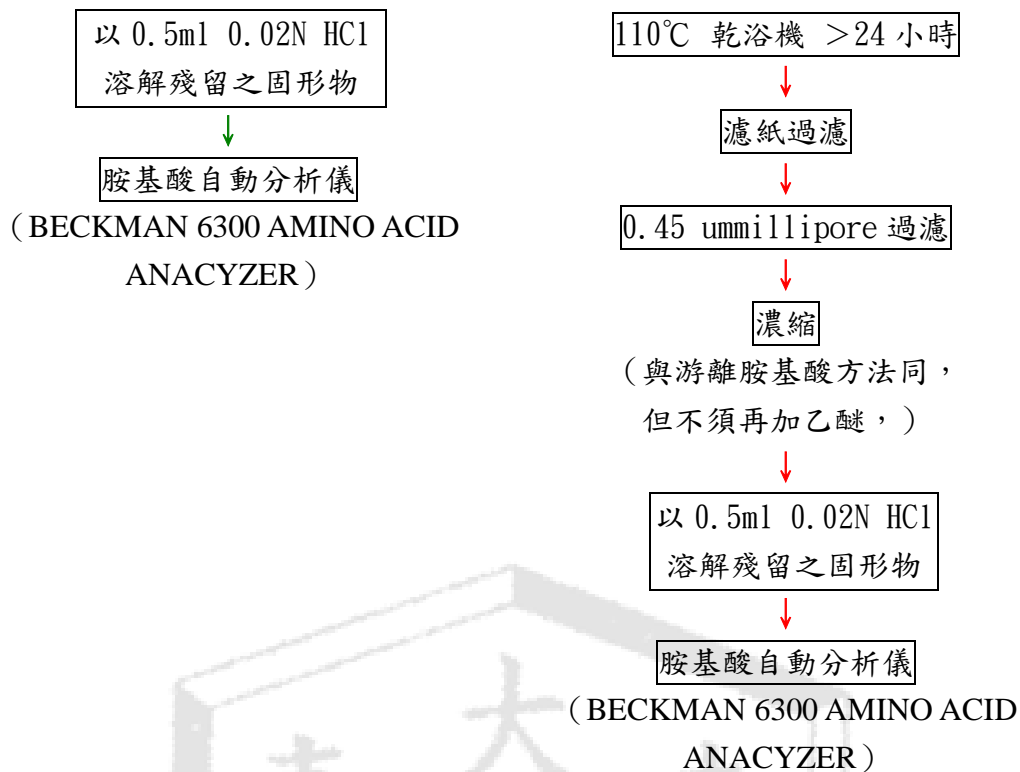 以 0.5ml 0.02N HCl
溶解殘留之固形物
胺基酸自動分析儀
（BECKMAN 6300 AMINO ACID
ANACYZER）
110℃ 乾浴機 ＞24 小時
濾紙過濾
0.45 ummillipore 過濾
濃縮
（與游離胺基酸方法同，
但不須再加乙醚，）
以 0.5ml 0.02N HCl
溶解殘留之固形物
胺基酸自動分析儀
（BECKMAN 6300 AMINO ACID
ANACYZER）
大